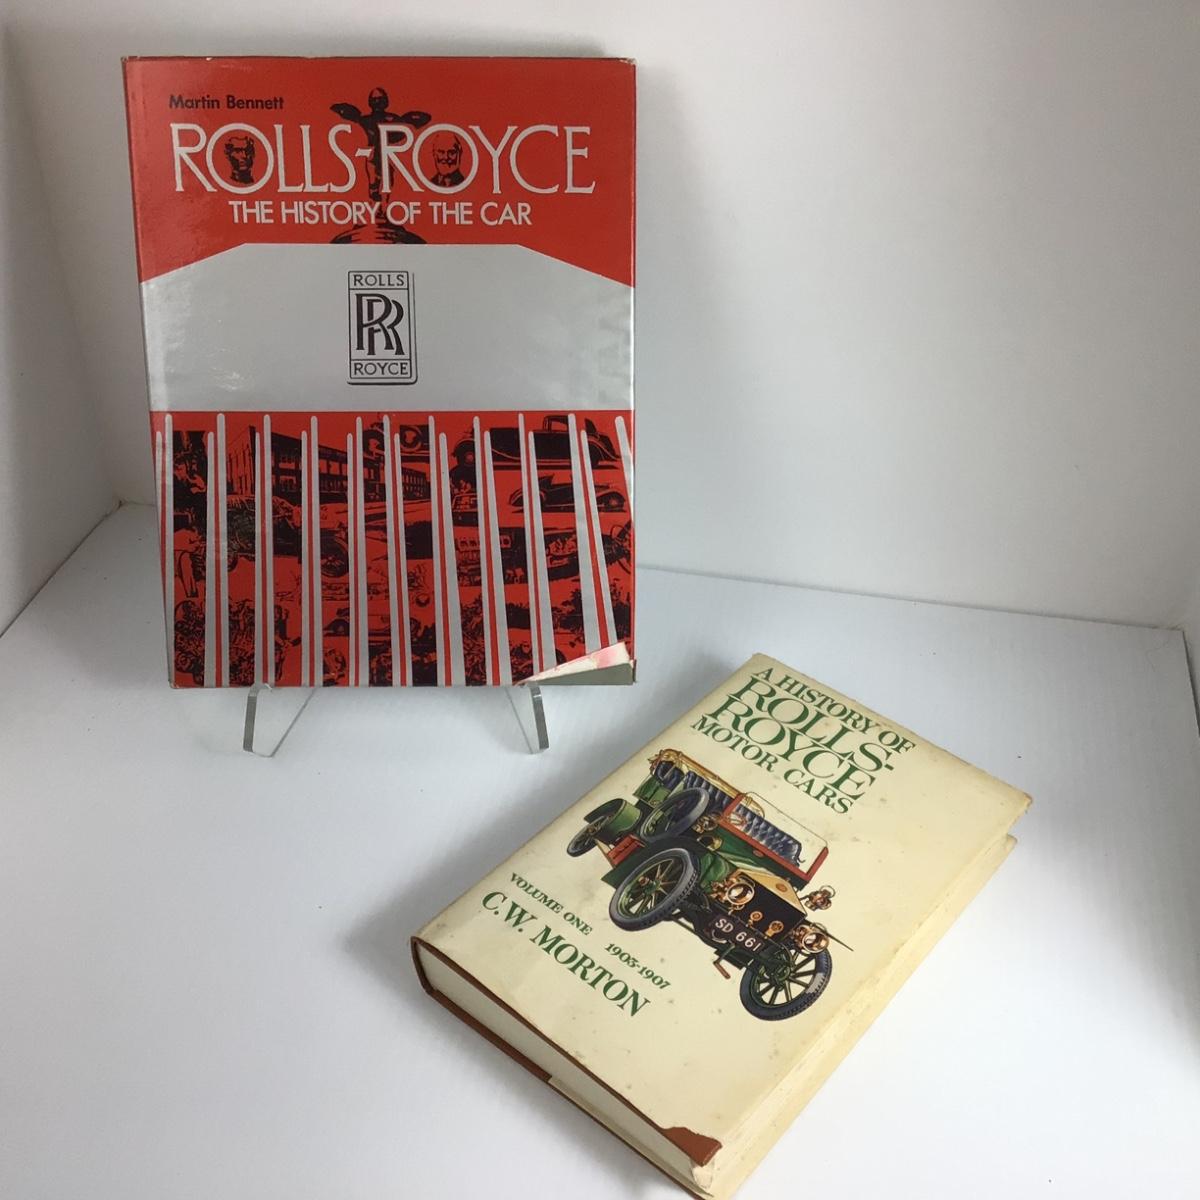 Martin Bennett
ROLLS-ROYCE
THE HISTORY OF THE CAR
ROLLS
RR
ROYCE
A HISTORY OF
ROLLS-
ROYCE
MOTOR CARS
SD 661
VOLUME ONE 1903-1907
C.W. MORTON